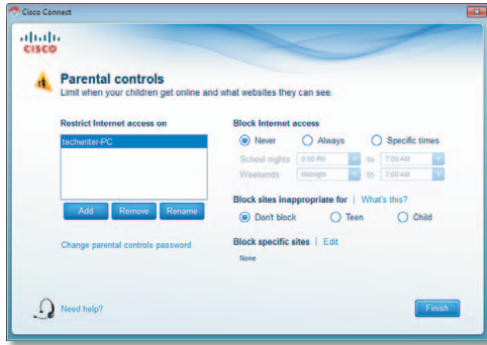 Cisco Connect
CISCO
Parental controls
Limit when your children get online and what websites they can see.
Restrict Internet access on
techwriter-PC
Add Remove Rename
Change parental controls password
Block Internet access
Never Always Specific times
School nights 9:00 PM to 7:00 AM
Weekends Midnight to 7:00 AM
Block sites inappropriate for | What's this?
Don't block Teen Child
Block specific sites | Edit
None
Need help?
Finish